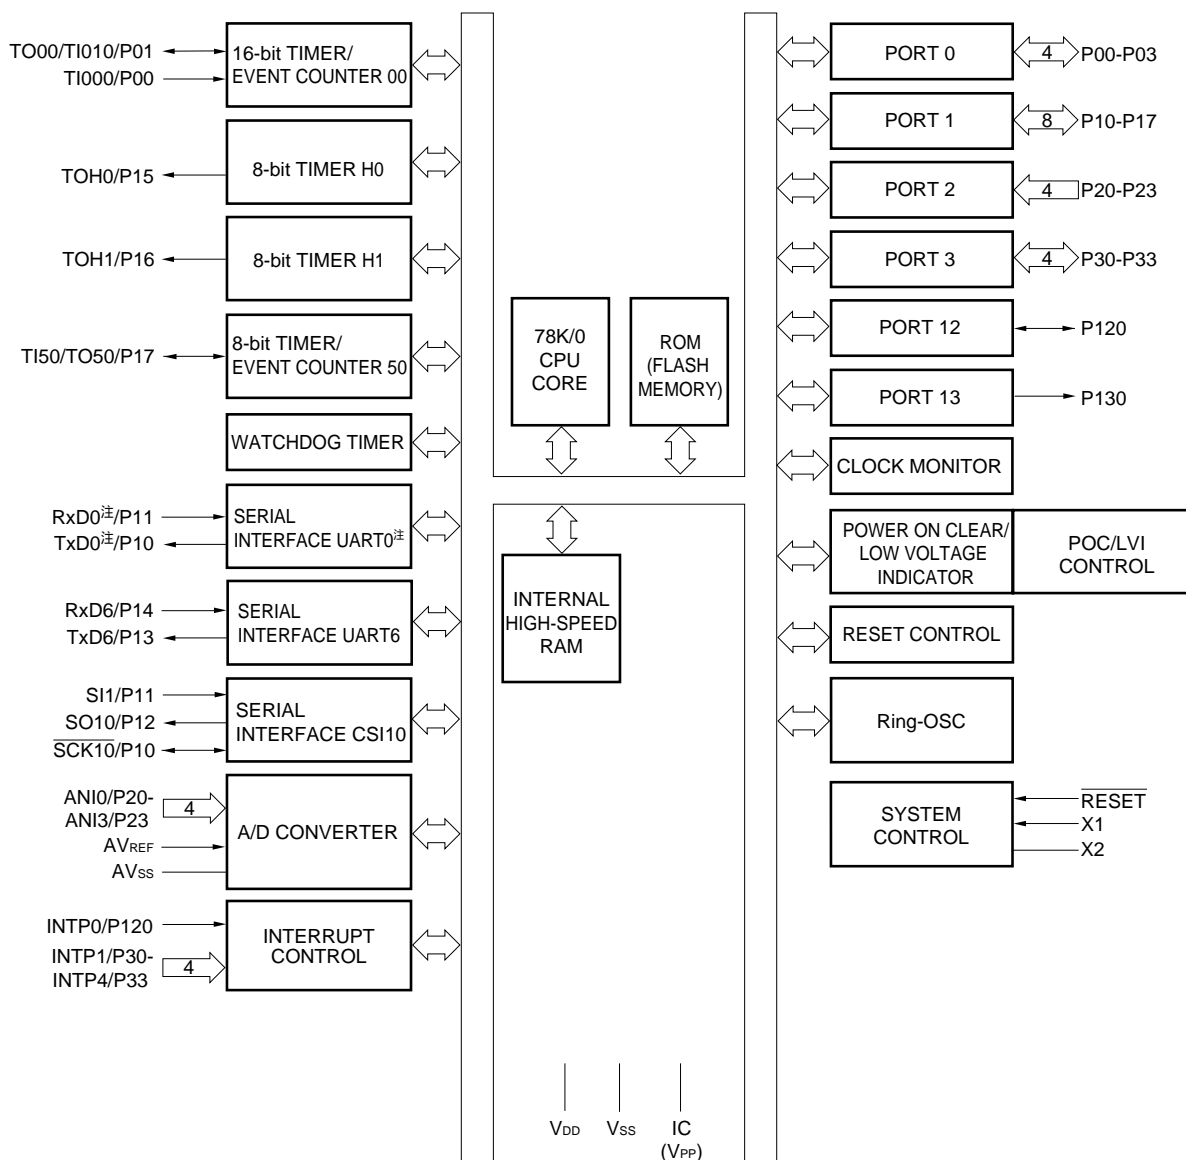 TO00/TI010/P01
TI000/P00
16-bit TIMER/
EVENT COUNTER 00
TOH0/P15
8-bit TIMER H0
TOH1/P16
8-bit TIMER H1
TI50/TO50/P17
8-bit TIMER/
EVENT COUNTER 50
WATCHDOG TIMER
RxD0注/P11
TxD0注/P10
SERIAL
INTERFACE UART0注
RxD6/P14
TxD6/P13
SERIAL
INTERFACE UART6
SI1/P11
SO10/P12
SCK10/P10
SERIAL
INTERFACE CSI10
ANI0/P20-
ANI3/P23
4
AVREF
AVSS
A/D CONVERTER
INTP0/P120
INTP1/P30-
INTP4/P33
4
INTERRUPT
CONTROL
78K/0
CPU
CORE
ROM
(FLASH
MEMORY)
INTERNAL
HIGH-SPEED
RAM
VDD
VSS
IC
(VPP)
PORT 0
4
P00-P03
PORT 1
8
P10-P17
PORT 2
4
P20-P23
PORT 3
4
P30-P33
PORT 12
P120
PORT 13
P130
CLOCK MONITOR
POWER ON CLEAR/
LOW VOLTAGE
INDICATOR
POC/LVI
CONTROL
RESET CONTROL
Ring-OSC
SYSTEM
CONTROL
RESET
X1
X2